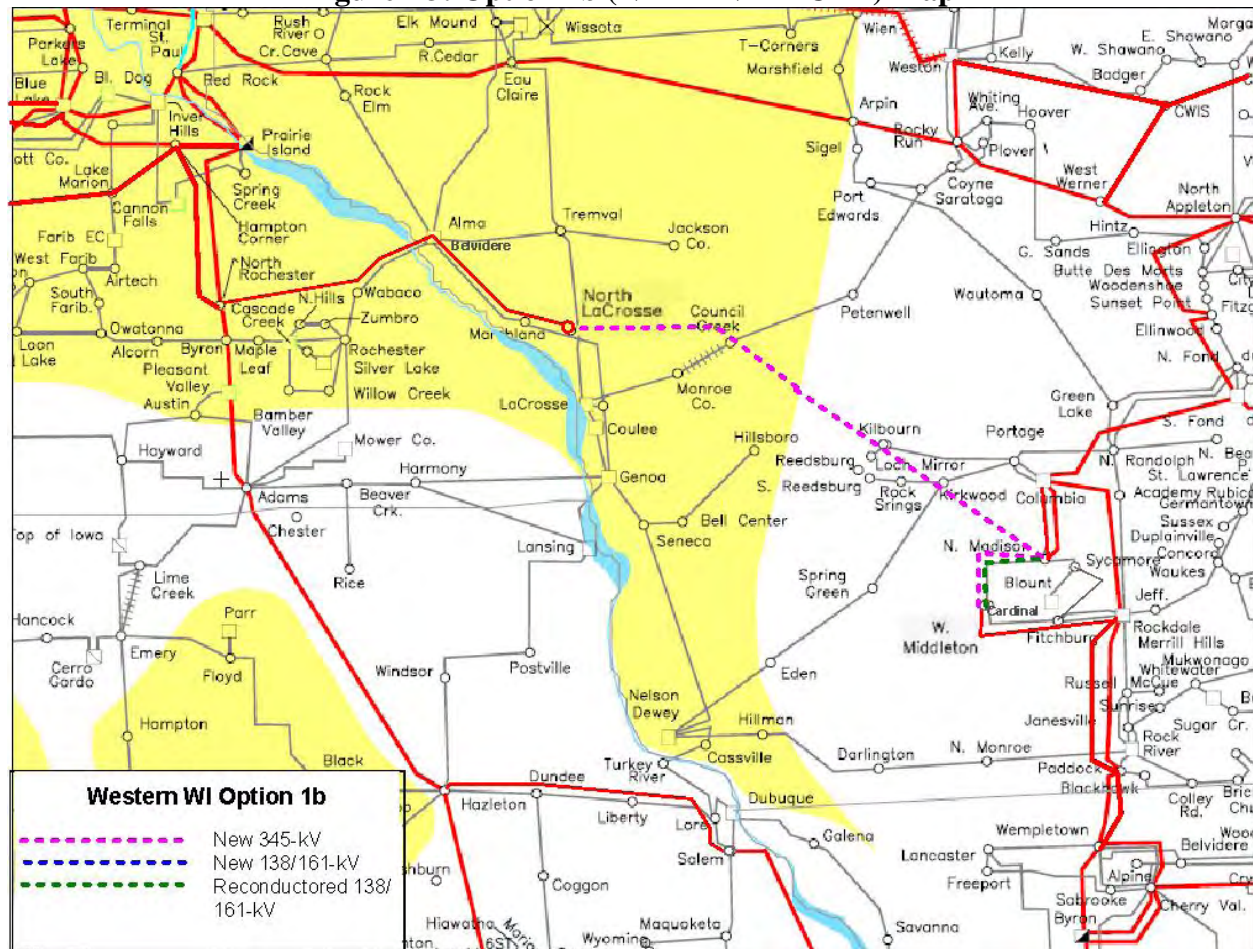 Terminal
Rush
River
Elk Mound
Wissota
T-Corners
Wien
Kelly
E. Shawano
W. Shawano
Parkers
Lake
St.
Paul
Cr.Cave
R.Cedar
Marshfield
Weston
Badger
Blue
Lake
Bl. Dog
Red Rock
Eau
Claire
Rock
Elm
Arpin
Whiting
Ave.
Hoover
CWIS
Inver
Hills
Prairie
Island
Sigel
Rocky
Run
Plover
ott Co.
Lake
Marion
Spring
Creek
Port
Edwards
Coyne
Saratoga
West
Werner
North
Appleton
Cannon
Falls
Hampton
Corner
Alma
Belvidere
Tremval
Jackson
Co.
Hintz
G. Sands
Ellington
Farib EC
West Farib
Airtech
North
Rochester
Butte Des Morts
Woodenshoe
Sunset Point
South
Farib.
N.Hills
Wabaco
North
LaCrosse
Council
Creek
Petenwell
Wautoma
Cascade
Creek
Zumbro
Marshland
Ellinwood
Owatanna
Alcorn
Byron
Maple
Leaf
Rochester
Silver Lake
N. Fond
Loon
Lake
Pleasant
Valley
Willow Creek
Monroe
Co.
Green
Lake
Austin
Bamber
Valley
LaCrosse
Coulee
Hillsboro
Kilbourn
Portage
S. Fond
Hayward
Mower Co.
Reedsburg
Loch Mirror
N. Randolph
St. Lawrence
Harmony
Genoa
S. Reedsburg
Rock
Srings
Kirkwood
Columbia
Academy
Rubic
Germantown
Adams
Beaver
Crk.
Chester
Bell Center
Seneca
Sussex
Duplainville
Concord
Top of Iowa
Lansing
N. Madison
Sycamore
Waukes
Lime
Creek
Rice
Spring
Green
Blount
Cardinal
Jeff.
Hancock
Parr
W.
Middleton
Fitchburg
Rockdale
Merrill Hills
Emery
Floyd
Windsor
Postville
Eden
Mukwonago
Whitewater
Cerro
Gordo
Russell
McCue
Sunrise
Hampton
Nelson
Dewey
Hillman
Janesville
Sugar Cr.
Rock
River
Darlington
N. Monroe
Black
Turkey
River
Cassville
Paddock
Blackhawk
Western WI Option 1b
Dundee
Dubuque
Hazleton
Liberty
Lore
Colley
Rd.
New 345-kV
New 138/161-kV
Reconductored 138/
161-kV
Salem
Galena
Wempletown
Belvidere
Lancaster
Freeport
Alpine
Sabrooke
Byron
Cherry Val.
Coggon
Maquoketa
Savanna
Hiawatha
Wyoming